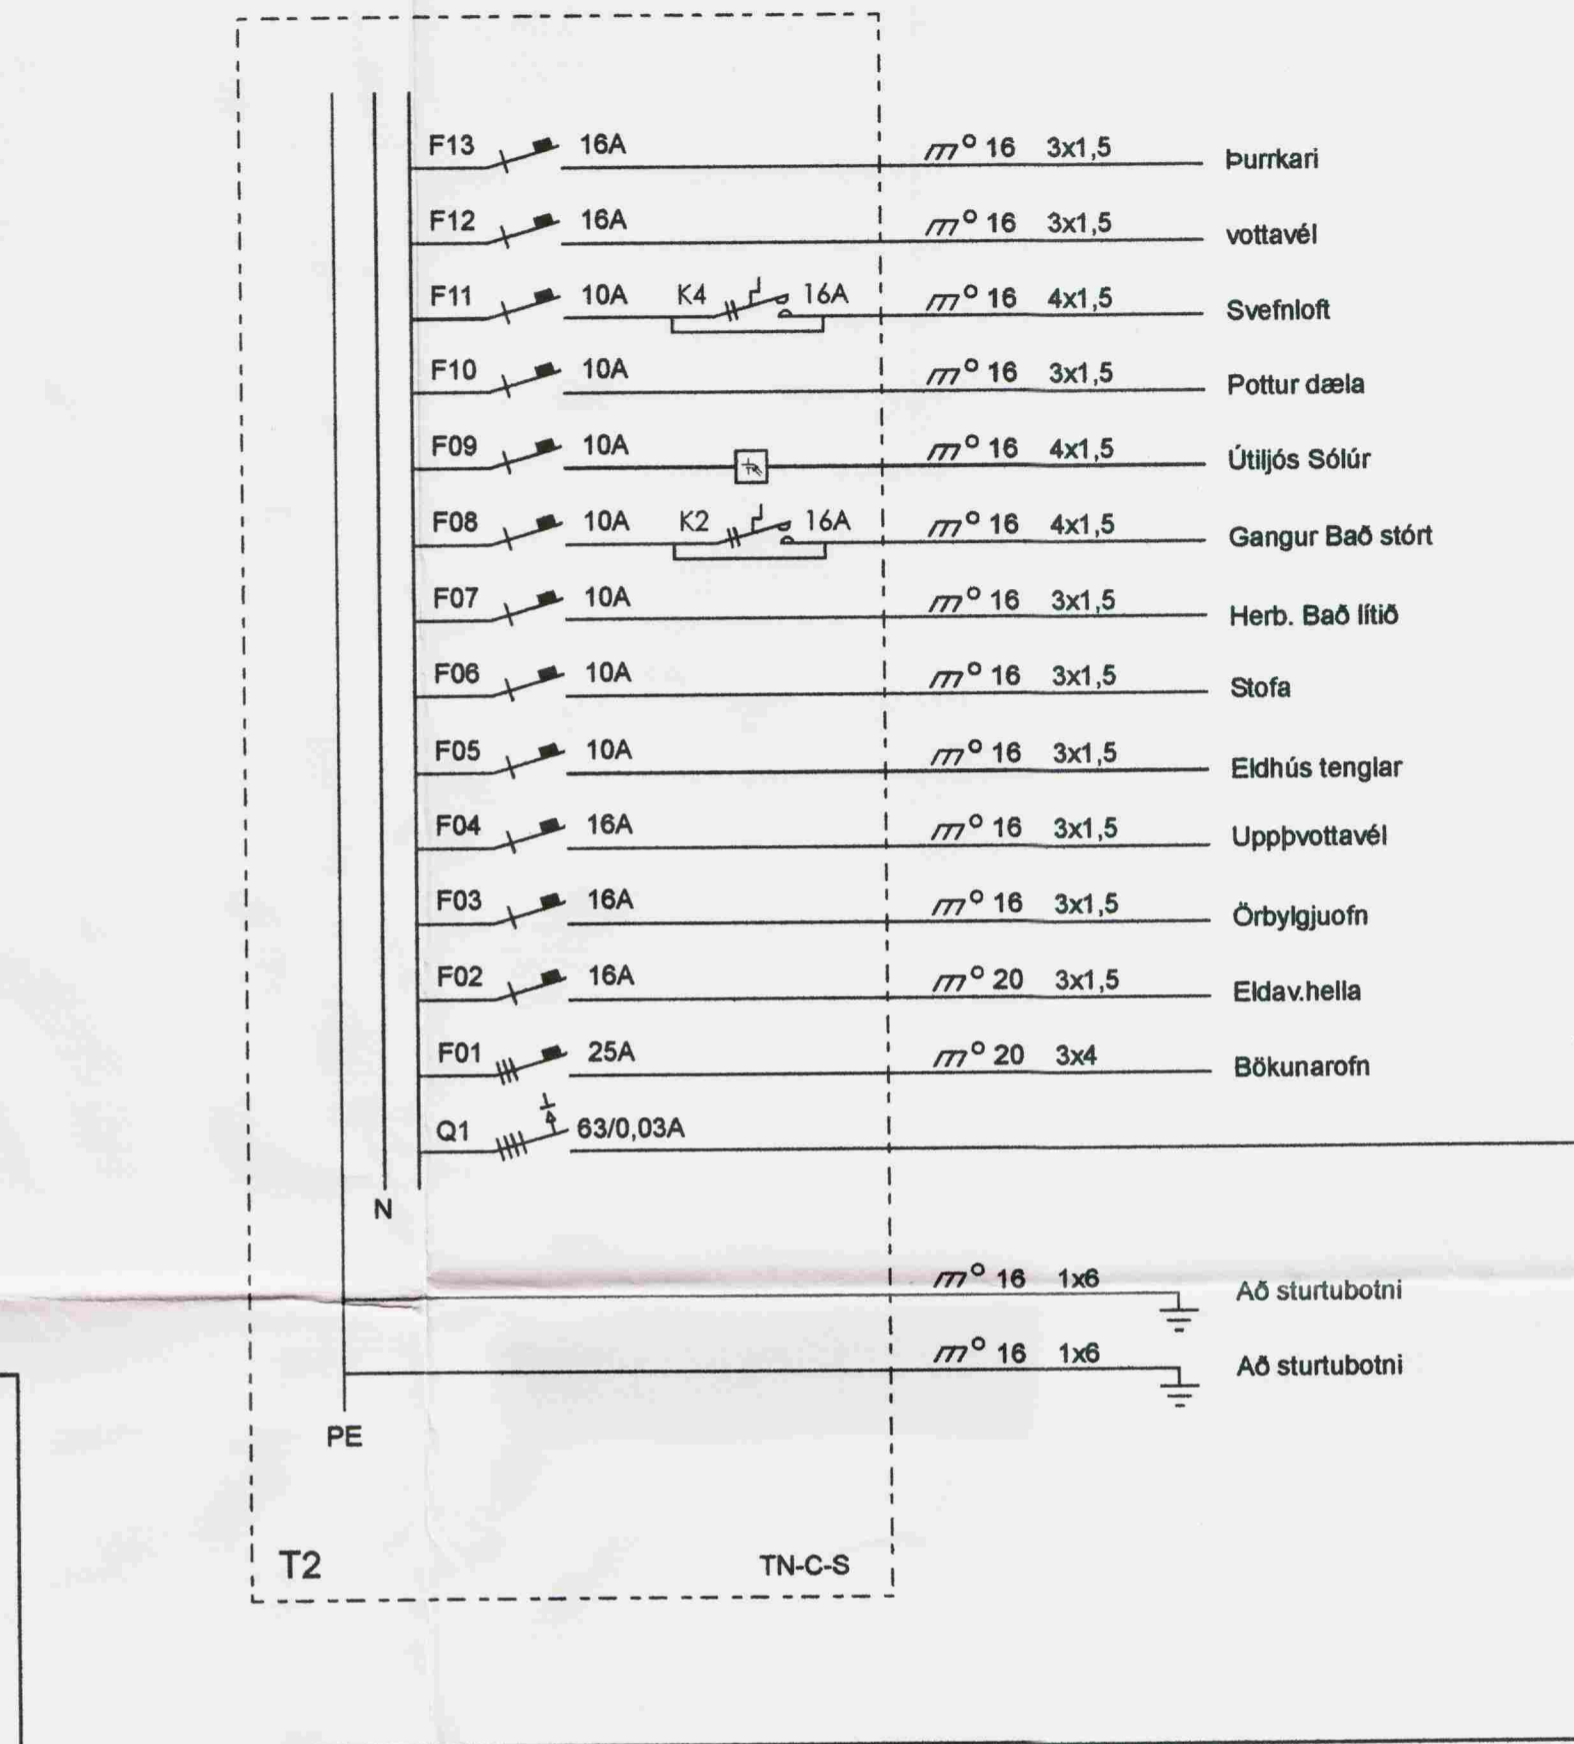 F13 16A 16 3x1,5 Þurrkari
F12 16A 16 3x1,5 vottavél
F11 10A K4 16A 16 4x1,5 Svefnloft
F10 10A 16 3x1,5 Pottur dæla
F09 10A 16 4x1,5 Útiljós Sólúr
F08 10A K2 16A 16 4x1,5 Gangur Bað stórt
F07 10A 16 3x1,5 Herb. Bað lítið
F06 10A 16 3x1,5 Stofa
F05 10A 16 3x1,5 Eldhús tenglar
F04 16A 16 3x1,5 Uppþvottavél
F03 16A 16 3x1,5 Örbylgjuofn
F02 16A 20 3x1,5 Eldav.hella
F01 25A 20 3x4 Bökunarofn
Q1 63/0,03A
N
16 1x6 Að sturtubotni
16 1x6 Að sturtubotni
PE
T2 TN-C-S